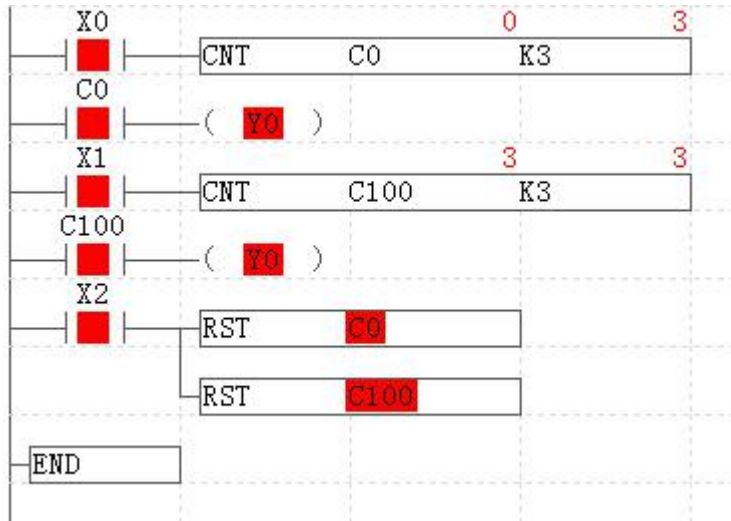 X0 0 3
CNT C0 K3
C0
( Y0 )
X1 3 3
CNT C100 K3
C100
( Y0 )
X2
RST C0
RST C100
END